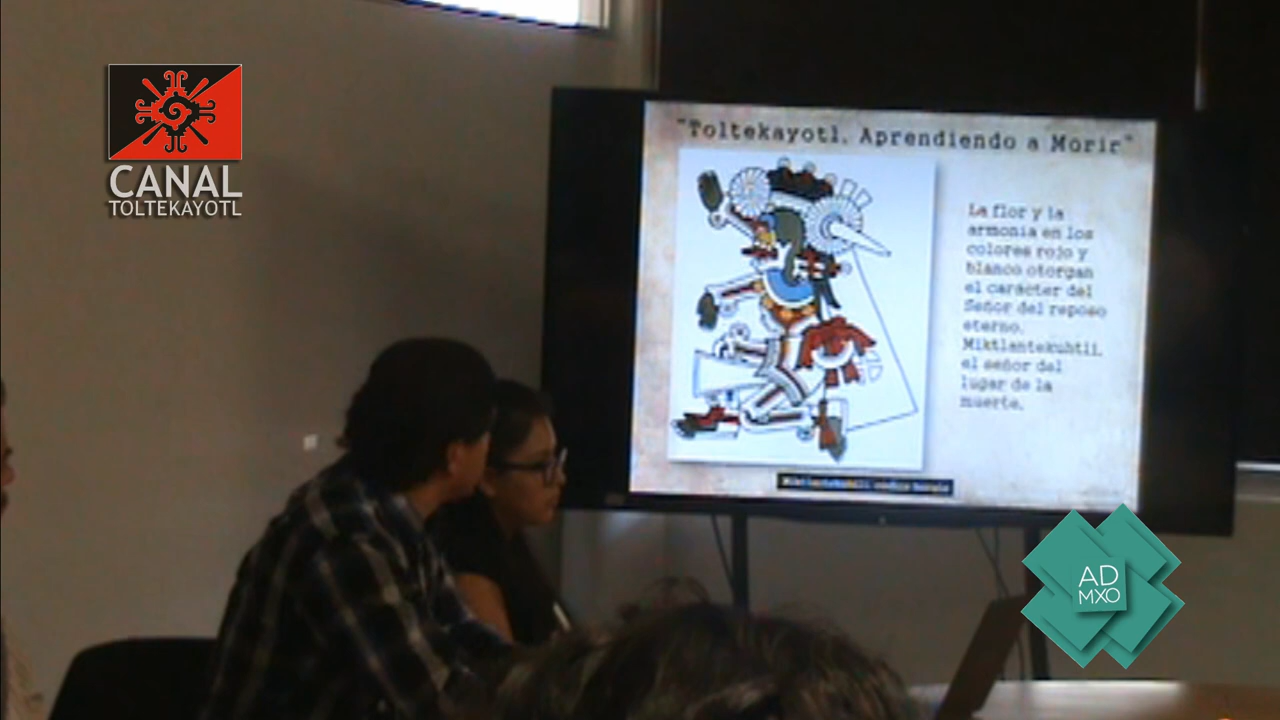 CANAL
TOLTEKAYOTL
"Toltekayotl. Aprendiendo a Morir"
La flor y la
armonía en los
colores rojo y
blanco otorgan
el carácter del
Señor del reposo
eterno.
Miktlantekuhtli,
el señor del
lugar de la
muerte.
Miktlantekuhtli
AD
MXO